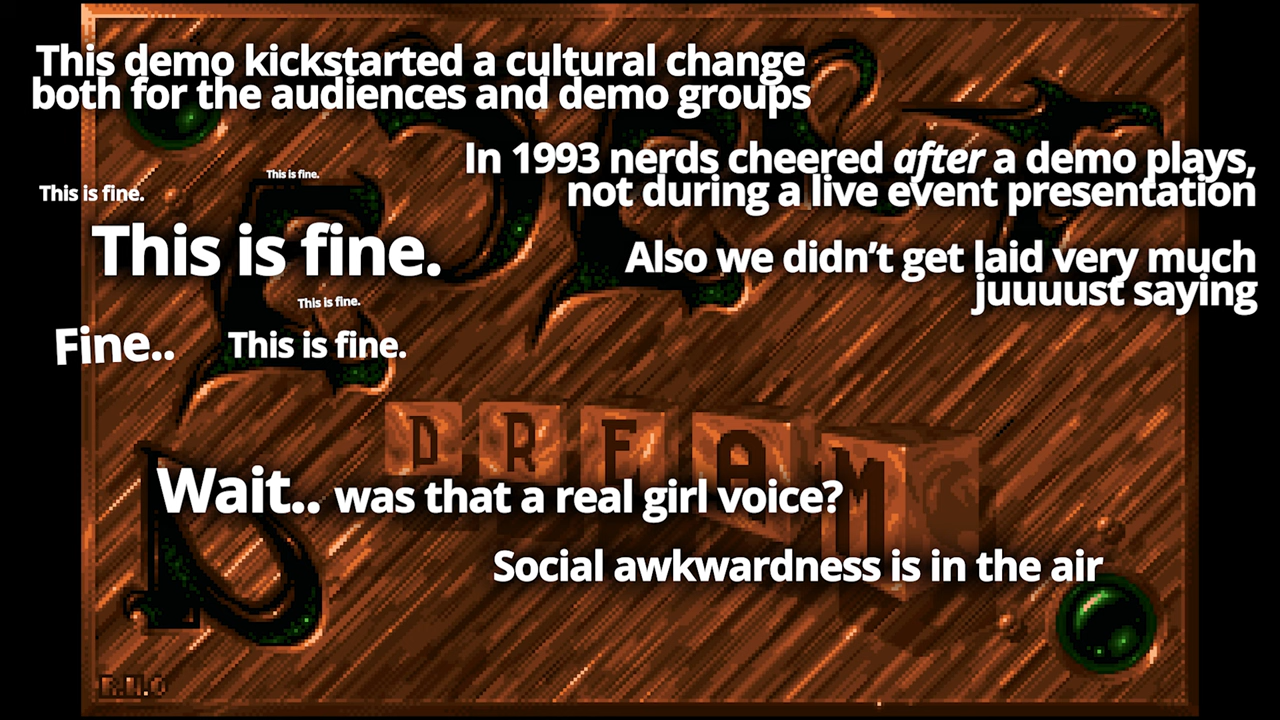 This demo kickstarted a cultural change
both for the audiences and demo groups
In 1993 nerds cheered after a demo plays,
not during a live event presentation
This is fine.
This is fine.
This is fine.
Also we didn’t get laid very much
juuuust saying
This is fine.
Fine..
This is fine.
DREAM
Wait.. was that a real girl voice?
Social awkwardness is in the air